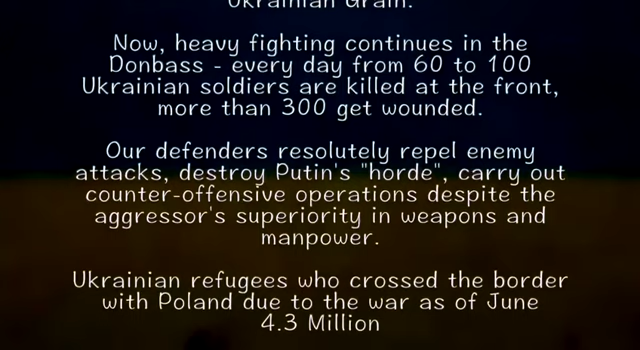 Ukrainian Grain.
Now, heavy fighting continues in the
Donbass - every day from 60 to 100
Ukrainian soldiers are killed at the front,
more than 300 get wounded.
Our defenders resolutely repel enemy
attacks, destroy Putin's "horde", carry out
counter-offensive operations despite the
aggressor's superiority in weapons and
manpower.
Ukrainian refugees who crossed the border
with Poland due to the war as of June
4.3 Million